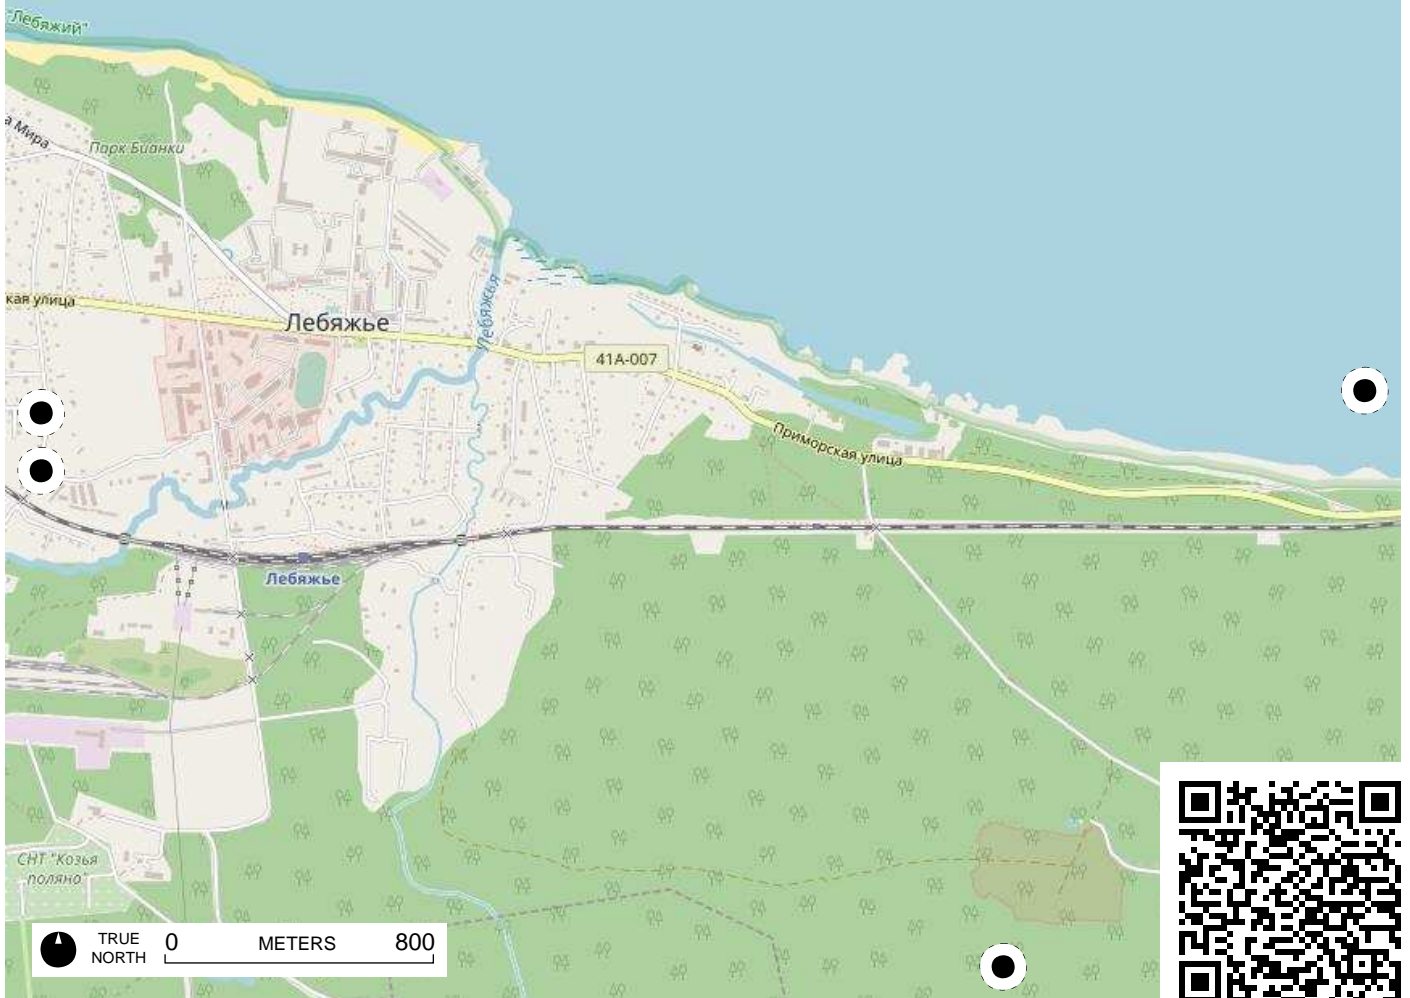 "Лебяжий"
а Мира
Парк Бианки
кая улица
Лебяжье
Лебяжья
41А-007
Приморская улица
Лебяжье
СНТ "Козья
поляно"
TRUE
NORTH
0 METERS 800